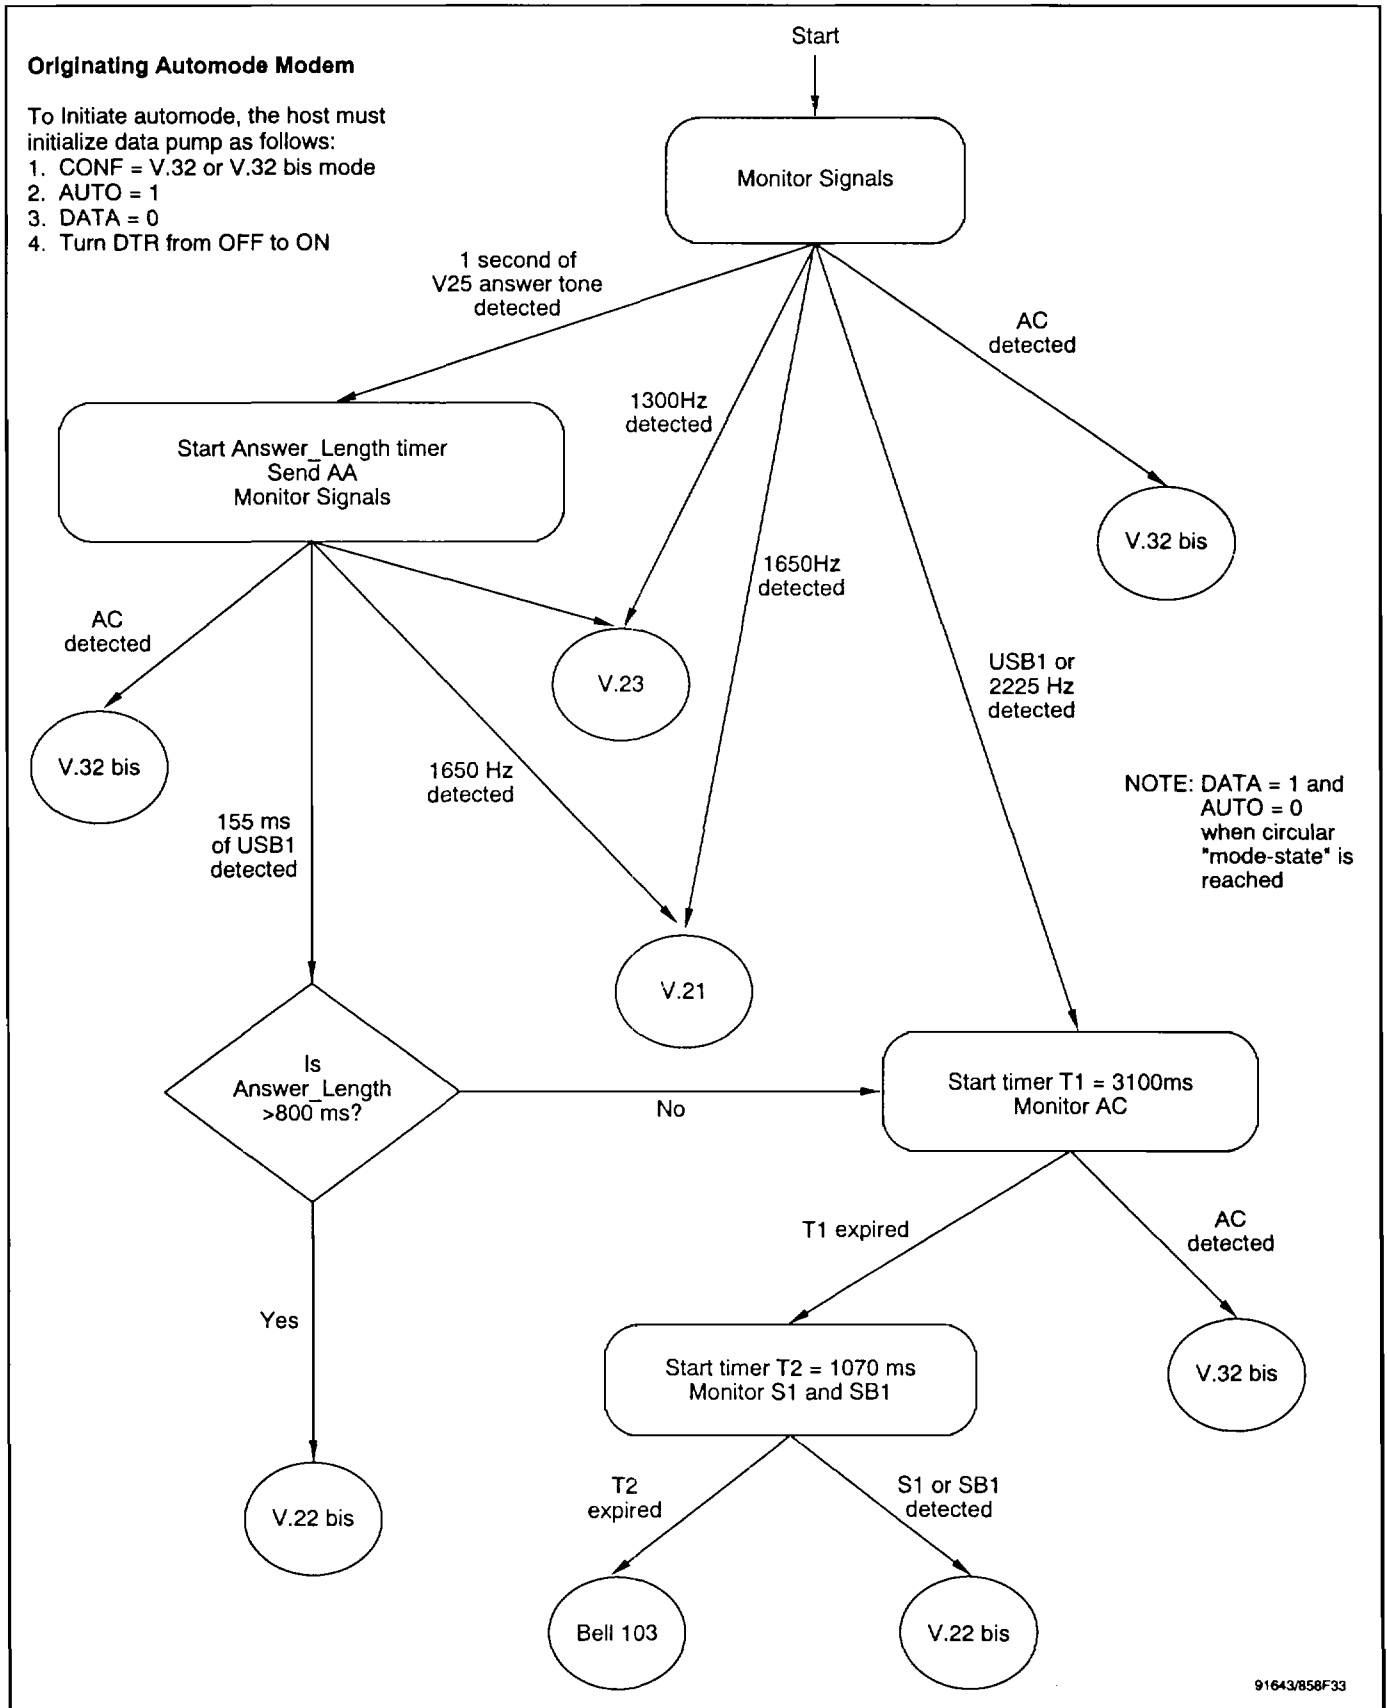 Start
Originating Automode Modem
To Initiate automode, the host must
initialize data pump as follows:
1. CONF = V.32 or V.32 bis mode
2. AUTO = 1
3. DATA = 0
4. Turn DTR from OFF to ON
Monitor Signals
1 second of
V25 answer tone
detected
AC
detected
1300Hz
detected
Start Answer_Length timer
Send AA
Monitor Signals
V.32 bis
1650Hz
detected
AC
detected
V.23
USB1 or
2225 Hz
detected
V.32 bis
1650 Hz
detected
NOTE: DATA = 1 and
AUTO = 0
when circular
"mode-state" is
reached
155 ms
of USB1
detected
V.21
Is
Answer_Length
>800 ms?
No
Start timer T1 = 3100ms
Monitor AC
T1 expired
AC
detected
Yes
Start timer T2 = 1070 ms
Monitor S1 and SB1
V.32 bis
T2
expired
S1 or SB1
detected
V.22 bis
Bell 103
V.22 bis
91643/858F33